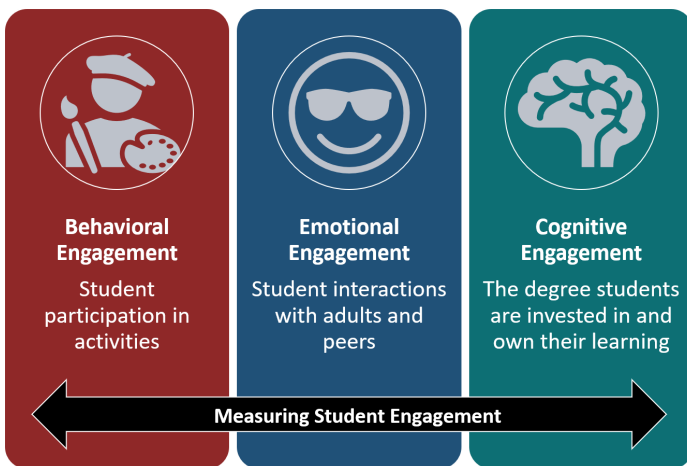 Behavioral
Engagement
Student
participation in
activities
Emotional
Engagement
Student interactions
with adults and
peers
Cognitive
Engagement
The degree students
are invested in and
own their learning
Measuring Student Engagement